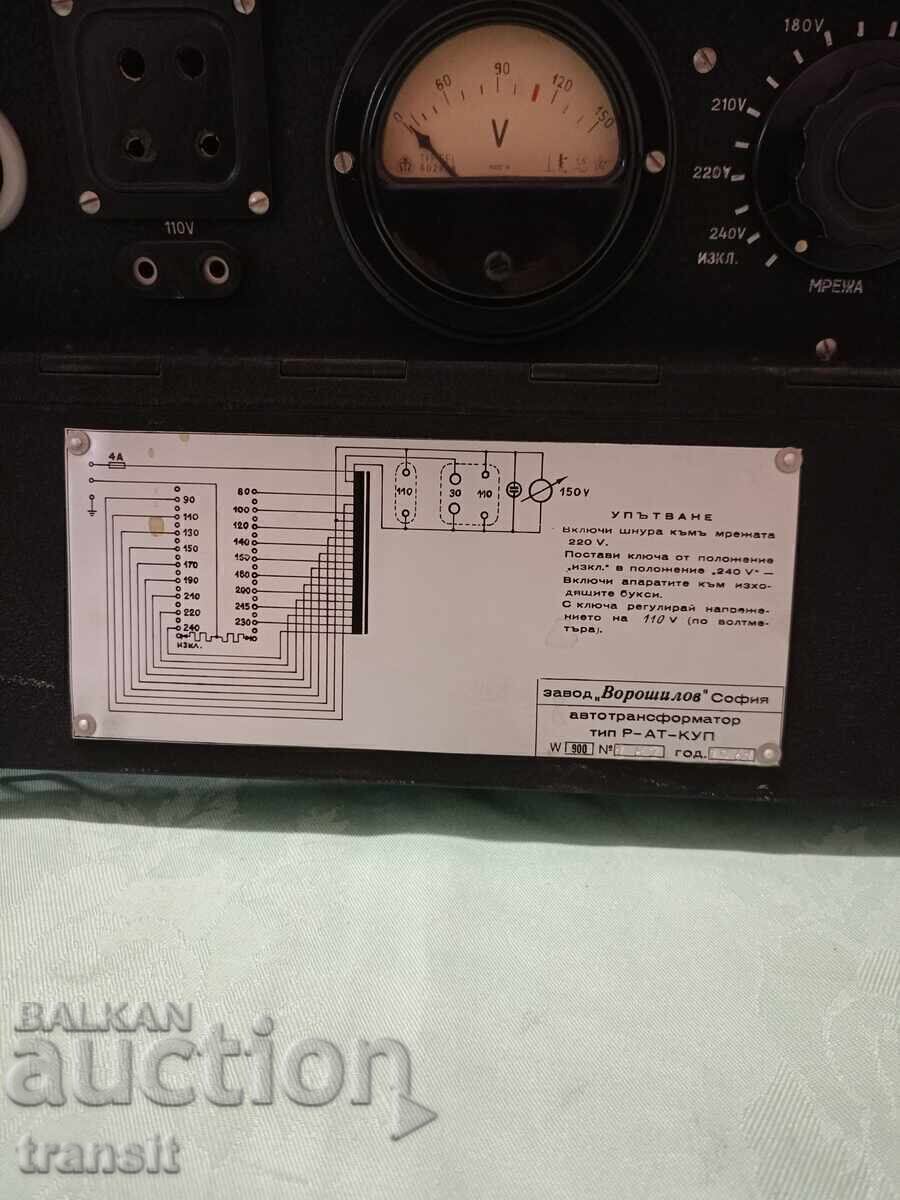 180V
0 60 90 120 150
V
210V
220V
240V
ИЗКЛ.
МРЕЖА
110V
4A
90
110
130
150
170
190
210
220
240
изкл.
80
100
120
140
150
180
200
245
230
110
30
110
150 V
УПЪТВАНЕ
Включи шнура къмъ мрежата
220 V.
Постави ключа от положение
„изкл." в положение „240 V" —
Включи апаратите към изхо-
дящите букси.
С ключа регулирай напреже-
нието на 110 V (по волтме-
търа).
завод „Ворошилов" София
автотрансформатор
тип Р-АТ-КУП
W 900 № год.
BALKAN
auction
transit